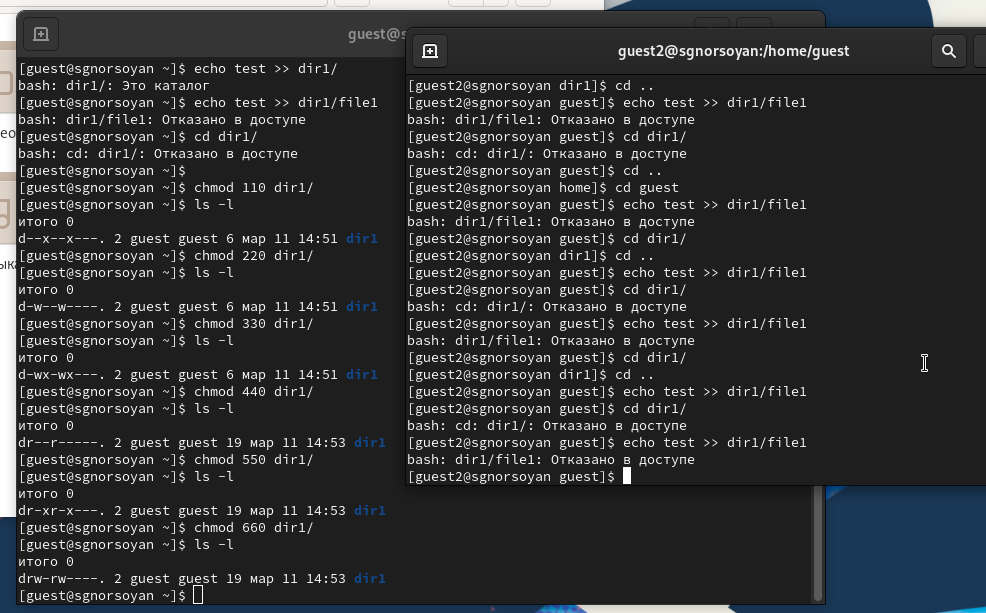 guest@s
[guest@sgnorsoyan ~]$ echo test >> dir1/
bash: dir1/: Это каталог
[guest@sgnorsoyan ~]$ echo test >> dir1/file1
bash: dir1/file1: Отказано в доступе
[guest@sgnorsoyan ~]$ cd dir1/
bash: cd: dir1/: Отказано в доступе
[guest@sgnorsoyan ~]$
[guest@sgnorsoyan ~]$ chmod 110 dir1/
[guest@sgnorsoyan ~]$ ls -l
итого 0
d--x--x---. 2 guest guest 6 мар 11 14:51 dir1
[guest@sgnorsoyan ~]$ chmod 220 dir1/
[guest@sgnorsoyan ~]$ ls -l
итого 0
d-w--w----. 2 guest guest 6 мар 11 14:51 dir1
[guest@sgnorsoyan ~]$ chmod 330 dir1/
[guest@sgnorsoyan ~]$ ls -l
итого 0
d-wx-wx---. 2 guest guest 6 мар 11 14:51 dir1
[guest@sgnorsoyan ~]$ chmod 440 dir1/
[guest@sgnorsoyan ~]$ ls -l
итого 0
dr--r-----. 2 guest guest 19 мар 11 14:53 dir1
[guest@sgnorsoyan ~]$ chmod 550 dir1/
[guest@sgnorsoyan ~]$ ls -l
итого 0
dr-xr-x---. 2 guest guest 19 мар 11 14:53 dir1
[guest@sgnorsoyan ~]$ chmod 660 dir1/
[guest@sgnorsoyan ~]$ ls -l
итого 0
drw-rw----. 2 guest guest 19 мар 11 14:53 dir1
[guest@sgnorsoyan ~]$
guest2@sgnorsoyan:/home/guest
[guest2@sgnorsoyan dir1]$ cd ..
[guest2@sgnorsoyan guest]$ echo test >> dir1/file1
bash: dir1/file1: Отказано в доступе
[guest2@sgnorsoyan guest]$ cd dir1/
bash: cd: dir1/: Отказано в доступе
[guest2@sgnorsoyan guest]$ cd ..
[guest2@sgnorsoyan home]$ cd guest
[guest2@sgnorsoyan guest]$ echo test >> dir1/file1
bash: dir1/file1: Отказано в доступе
[guest2@sgnorsoyan guest]$ cd dir1/
[guest2@sgnorsoyan dir1]$ cd ..
[guest2@sgnorsoyan guest]$ echo test >> dir1/file1
[guest2@sgnorsoyan guest]$ cd dir1/
bash: cd: dir1/: Отказано в доступе
[guest2@sgnorsoyan guest]$ echo test >> dir1/file1
bash: dir1/file1: Отказано в доступе
[guest2@sgnorsoyan guest]$ cd dir1/
[guest2@sgnorsoyan dir1]$ cd ..
[guest2@sgnorsoyan guest]$ echo test >> dir1/file1
[guest2@sgnorsoyan guest]$ cd dir1/
bash: cd: dir1/: Отказано в доступе
[guest2@sgnorsoyan guest]$ echo test >> dir1/file1
bash: dir1/file1: Отказано в доступе
[guest2@sgnorsoyan guest]$